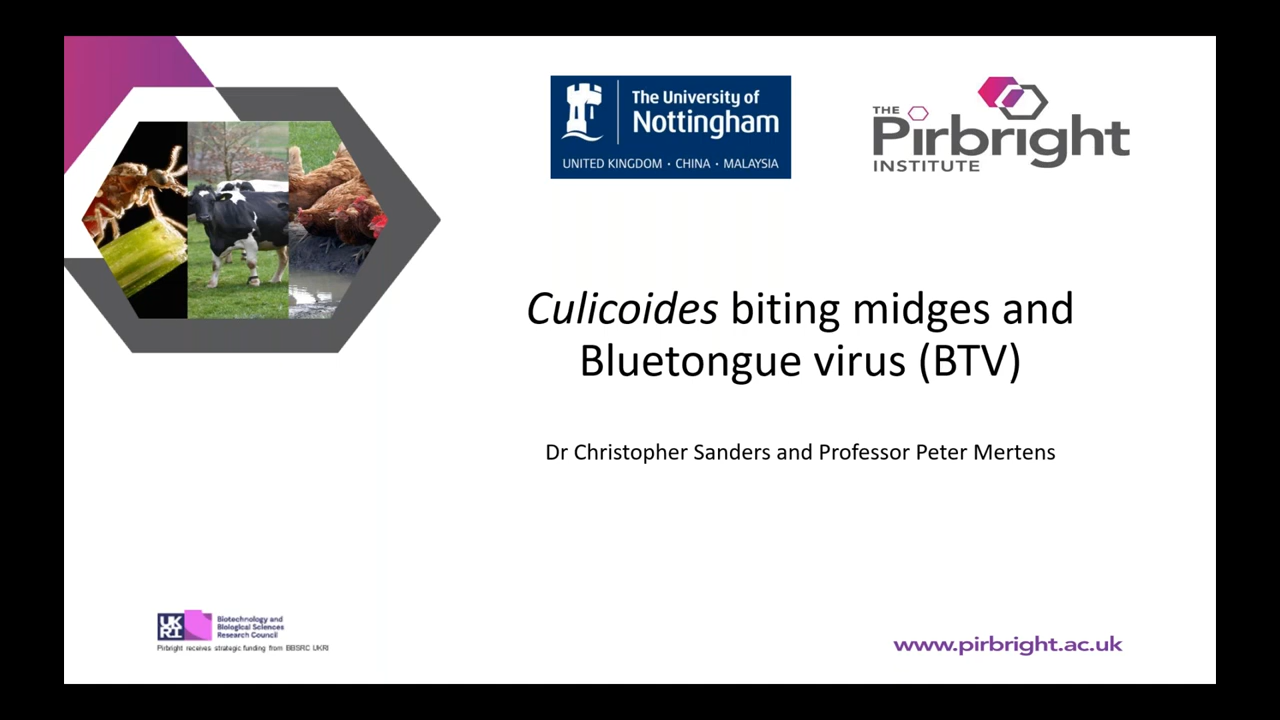 The University of
Nottingham
UNITED KINGDOM · CHINA · MALAYSIA
THE
Pirbright
INSTITUTE
Culicoides biting midges and
Bluetongue virus (BTV)
Dr Christopher Sanders and Professor Peter Mertens
UK
RI
Biotechnology and
Biological Sciences
Research Council
Pirbright receives strategic funding from BBSRC UKRI
www.pirbright.ac.uk